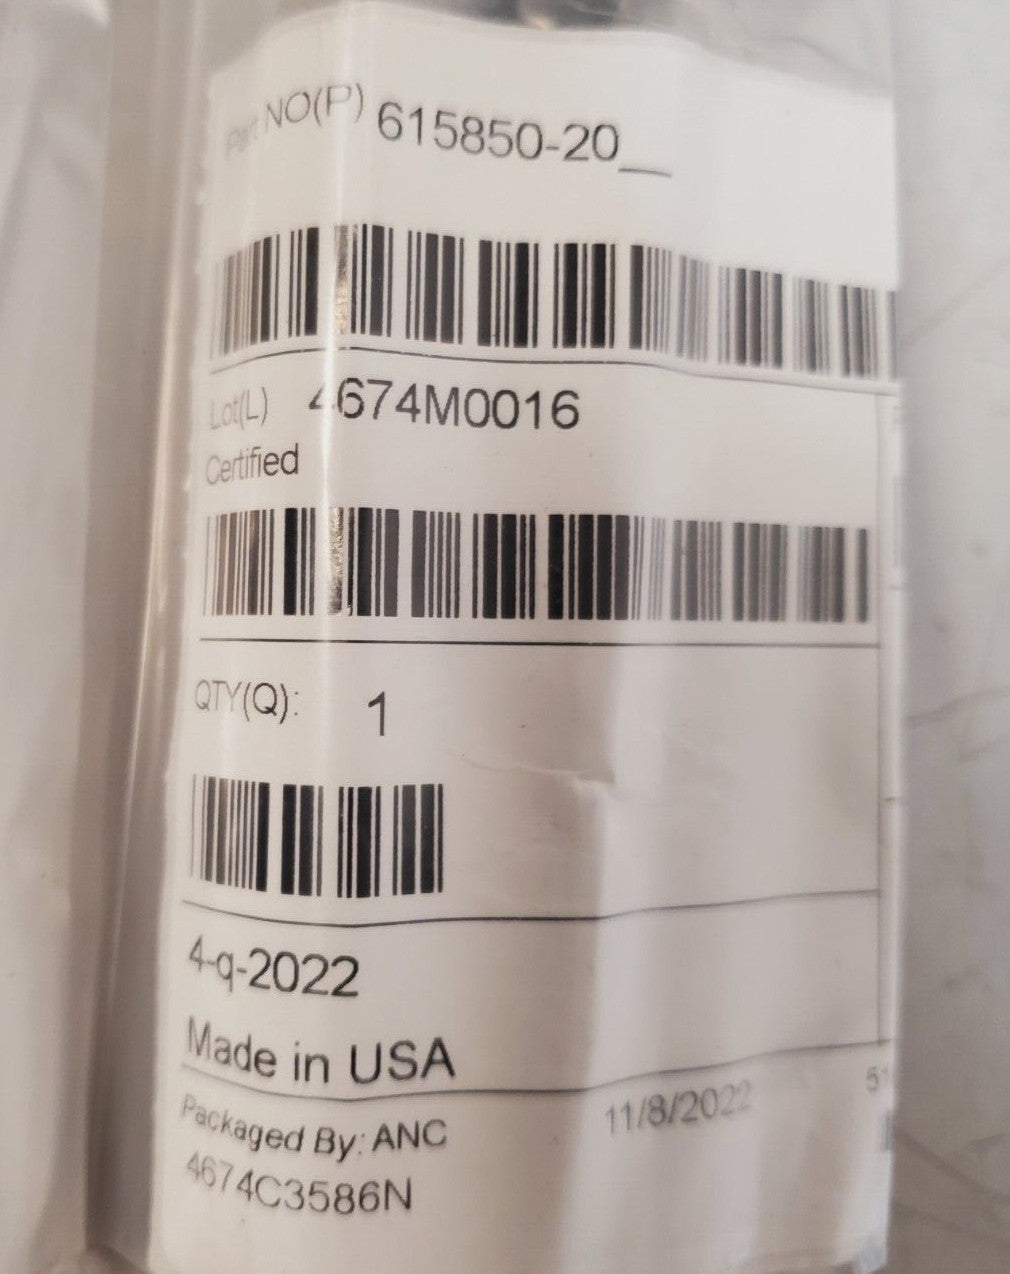 Part NO(P) 615850-20__
Lot(L) 4674M0016
Certified
QTY(Q): 1
4-q-2022
Made in USA
Packaged By: ANC 11/8/2022
4674C3586N